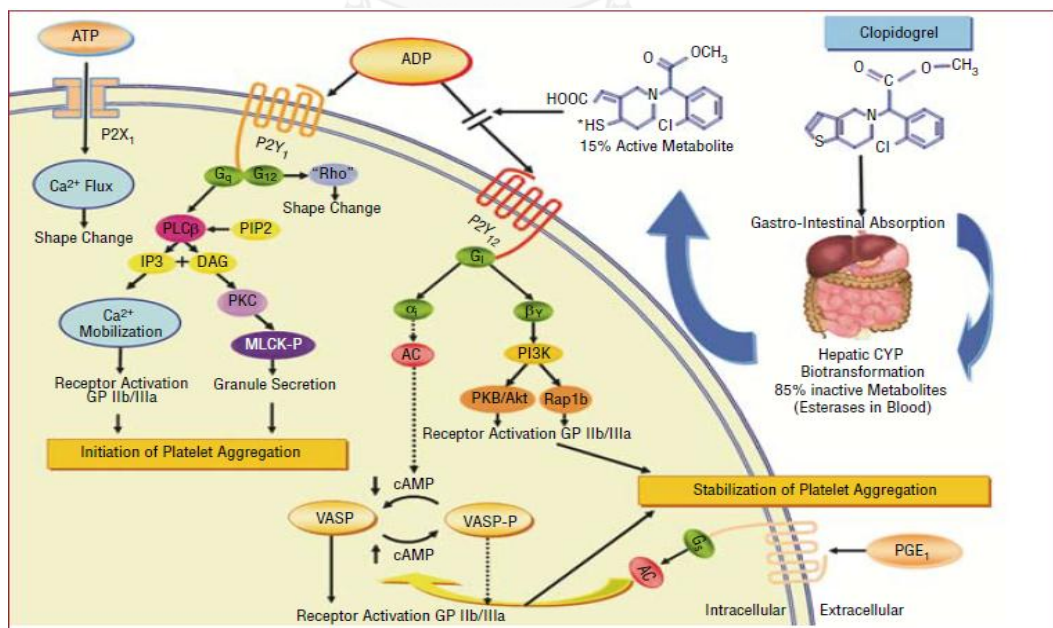 ATP
P2X₁
Ca²⁺ Flux
Shape Change
ADP
P2Y₁
G_q
G₁₂
"Rho"
Shape Change
PLCβ
PIP2
IP3 + DAG
PKC
Ca²⁺
Mobilization
MLCK-P
Receptor Activation
GP IIb/IIIa
Granule Secretion
Initiation of Platelet Aggregation
O
OCH₃
HOOC
N
*HS
Cl
15% Active Metabolite
P2Y₁₂
G_i
α_i
βγ
AC
PI3K
PKB/Akt
Rap1b
Receptor Activation GP IIb/IIIa
cAMP
VASP
VASP-P
cAMP
Receptor Activation GP IIb/IIIa
Clopidogrel
O
C
O
CH₃
N
S
Cl
Gastro-Intestinal Absorption
Hepatic CYP
Biotransformation
85% inactive Metabolites
(Esterases in Blood)
Stabilization of Platelet Aggregation
G_s
AC
PGE₁
Intracellular
Extracellular